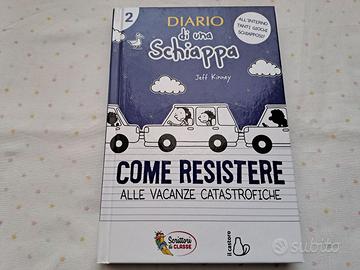 2
DIARIO
di una
Schiappa
Jeff Kinney
ALL'INTERNO
TANTI GIOCHI
SCHIAPPOSI!
COME RESISTERE
ALLE VACANZE CATASTROFICHE
Scrittori
di CLASSE
il castoro
subito